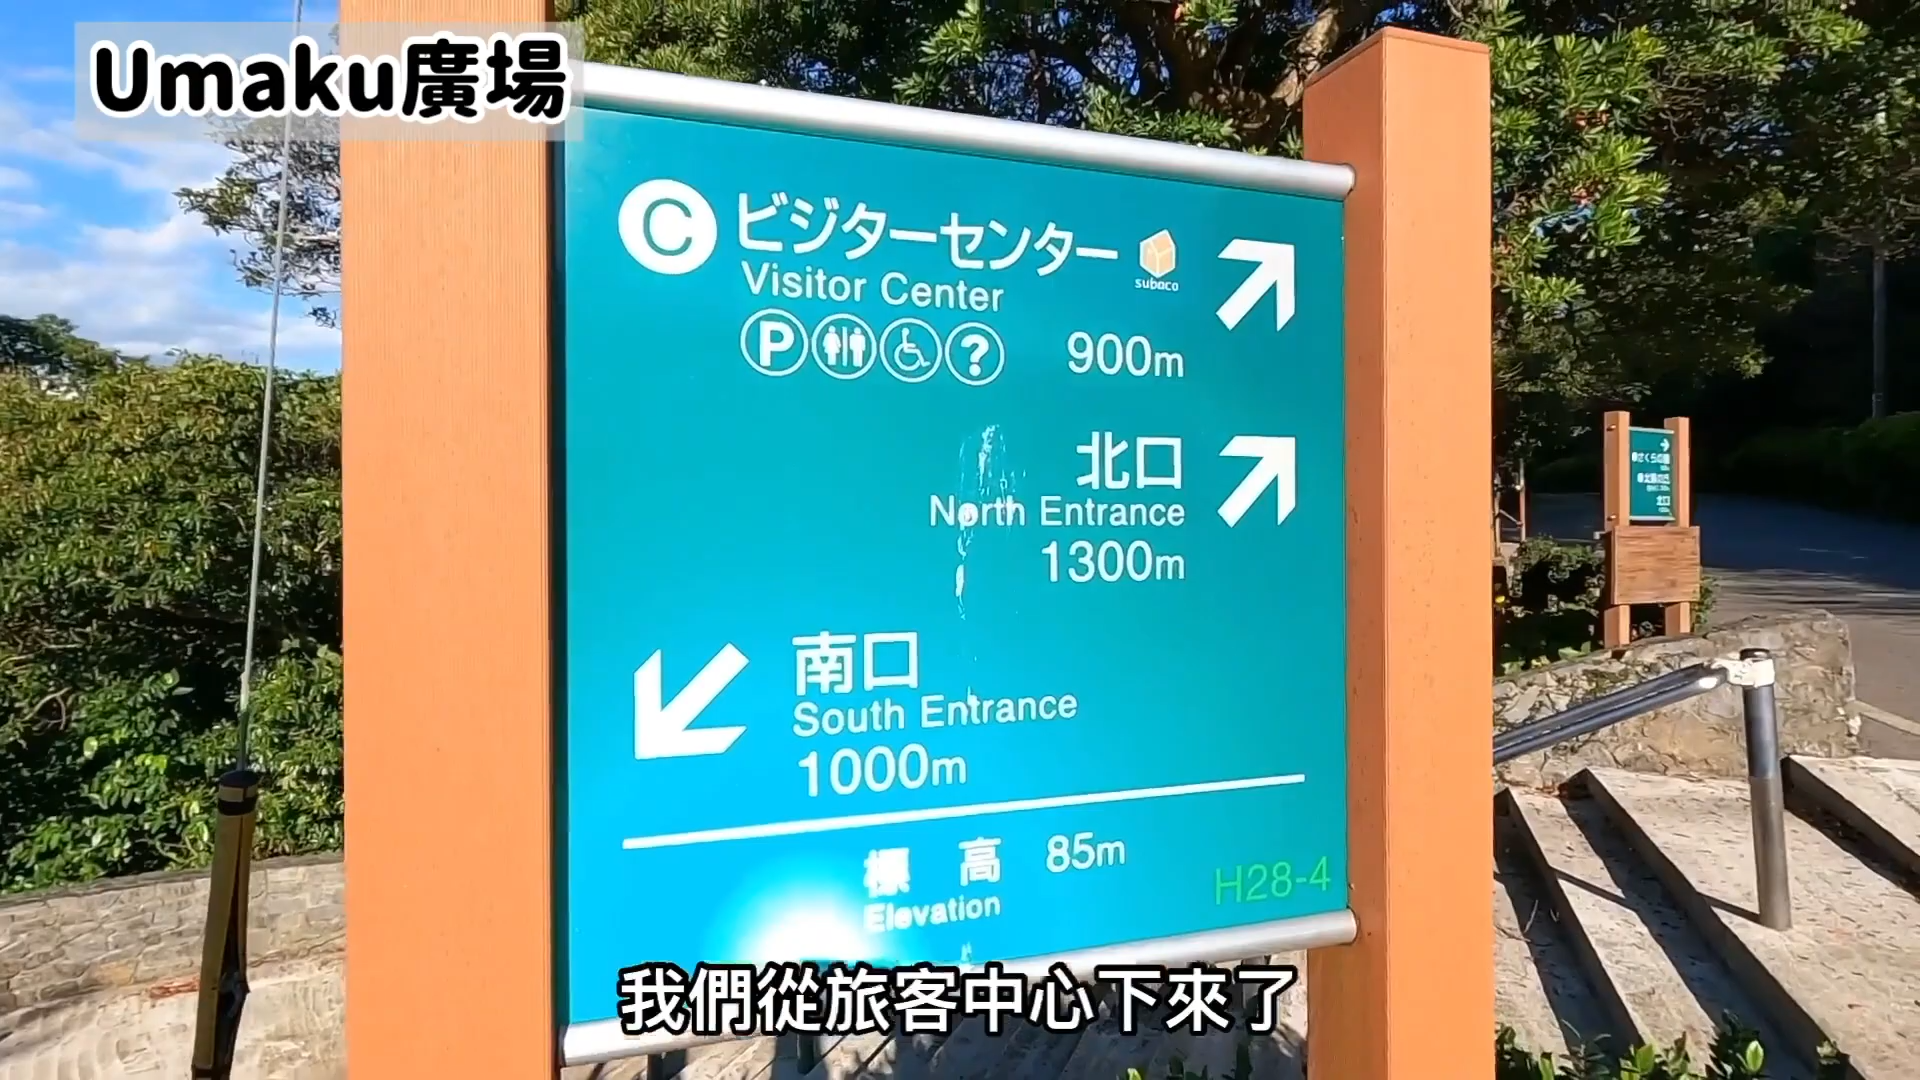 Umaku廣場
C ビジターセンター
subaco
Visitor Center
P ?
900m
北口
North Entrance
1300m
南口
South Entrance
1000m
標高 85m
Elevation
H28-4
北口
我們從旅客中心下來了